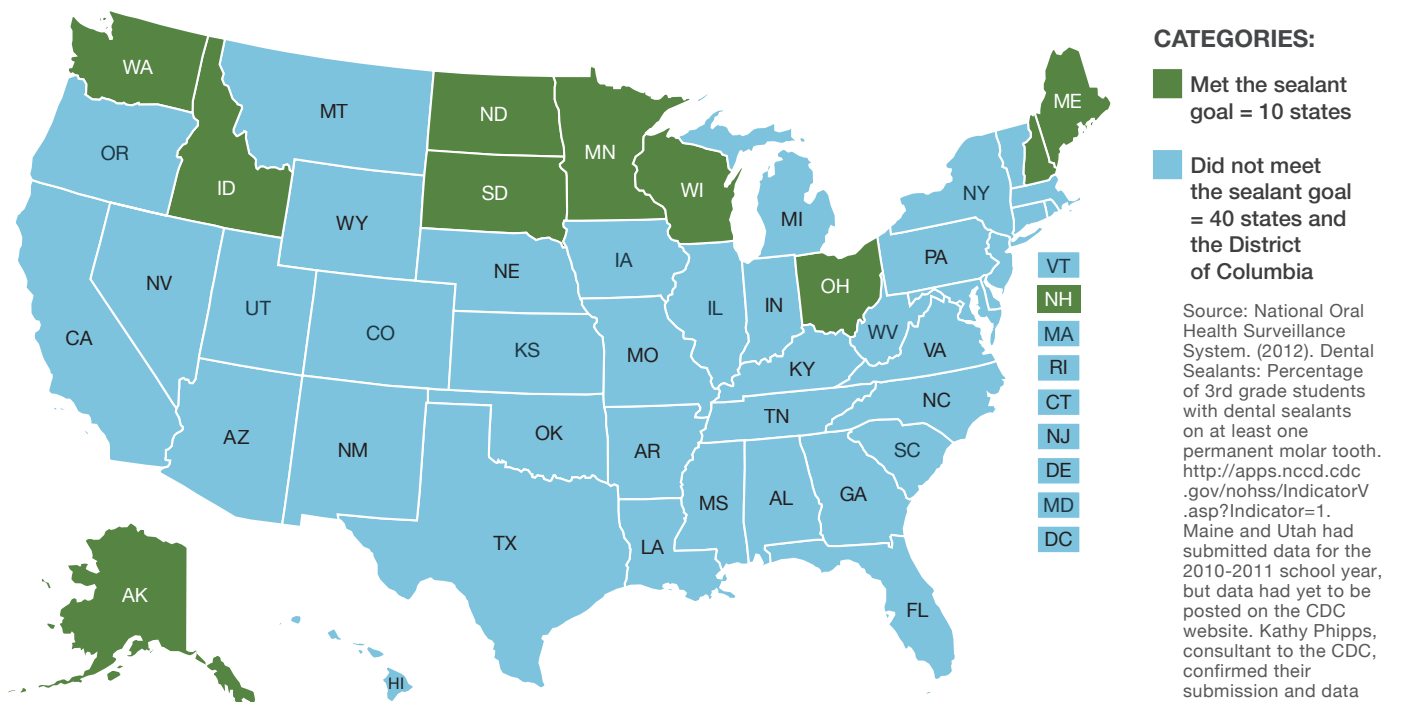 WA
MT
ND
MN
ME
OR
ID
SD
WI
NY
WY
MI
IA
PA
NE
NV
UT
IL
IN
OH
CO
WV
VA
CA
KS
MO
KY
NC
TN
AZ
NM
OK
AR
SC
MS
AL
GA
TX
LA
AK
FL
HI
VT
NH
MA
RI
CT
NJ
DE
MD
DC
CATEGORIES:
Met the sealant
goal = 10 states
Did not meet
the sealant goal
= 40 states and
the District
of Columbia
Source: National Oral
Health Surveillance
System. (2012). Dental
Sealants: Percentage
of 3rd grade students
with dental sealants
on at least one
permanent molar tooth.
http://apps.nccd.cdc
.gov/nohss/IndicatorV
.asp?Indicator=1.
Maine and Utah had
submitted data for the
2010-2011 school year,
but data had yet to be
posted on the CDC
website. Kathy Phipps,
consultant to the CDC,
confirmed their
submission and data